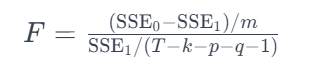 F = (SSE₀−SSE₁)/m / SSE₁/(T−k−p−q−1)